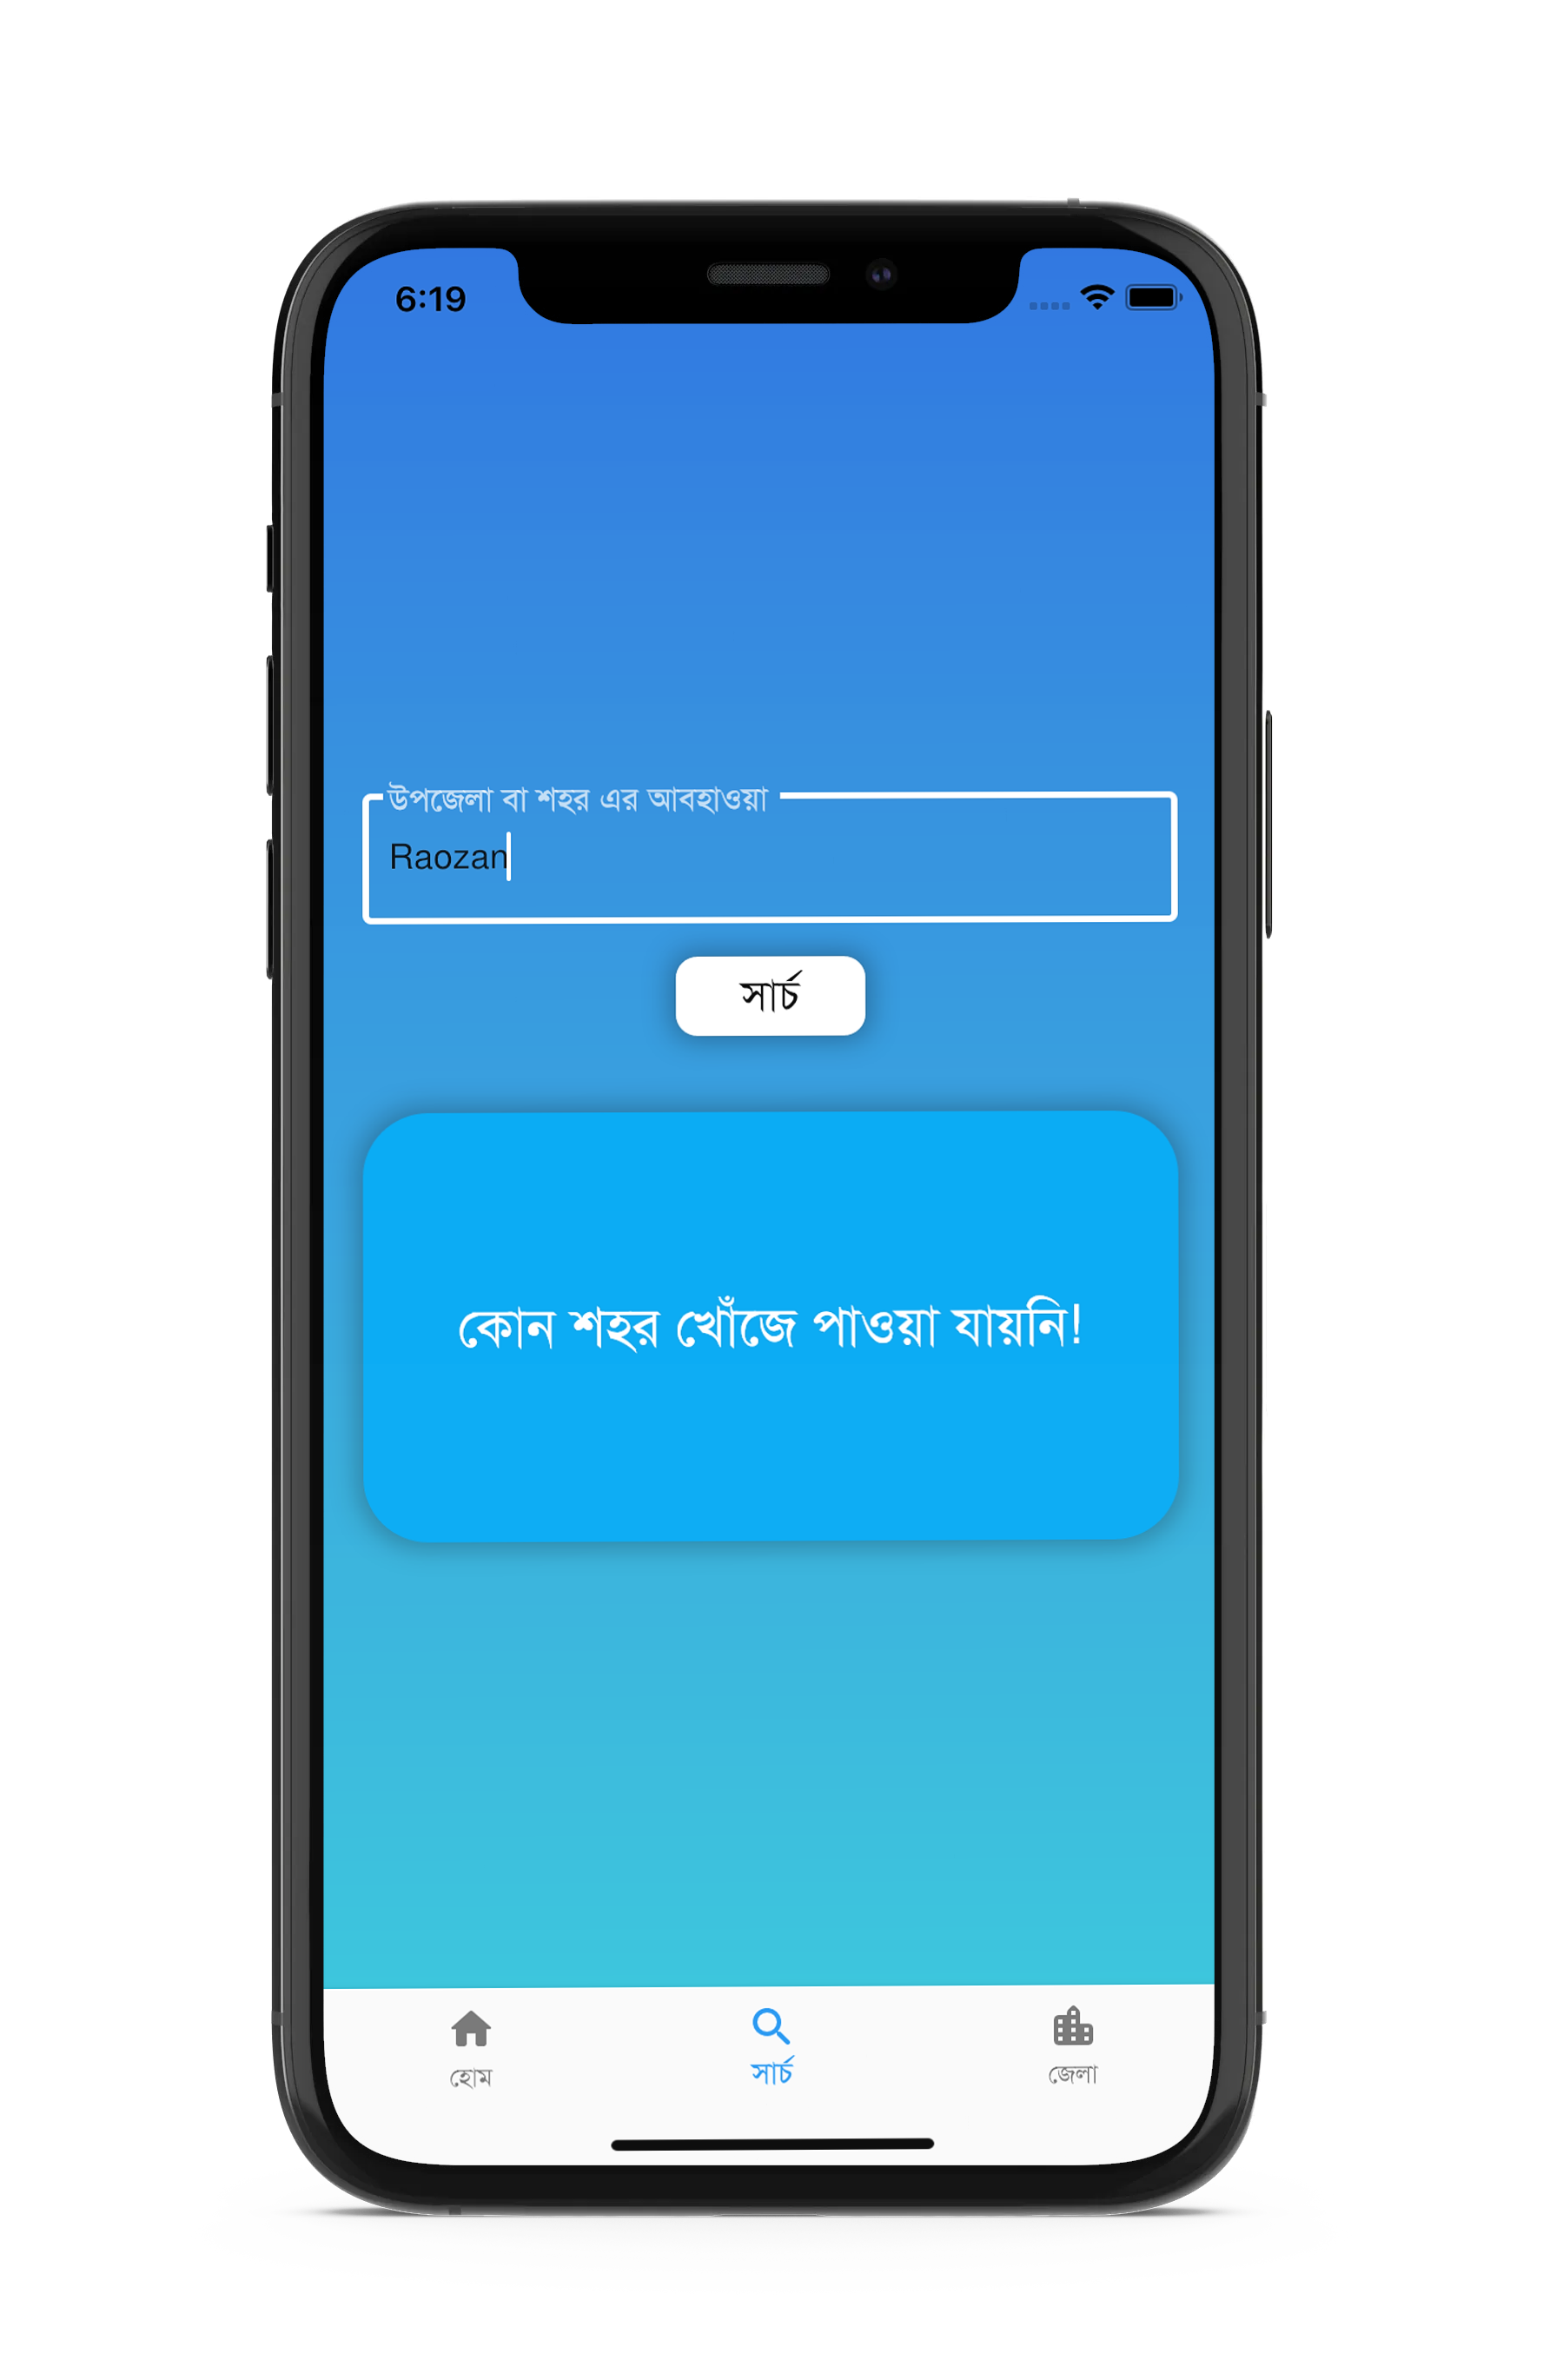 6:19
উপজেলা বা শহর এর আবহাওয়া
Raozan
সার্চ
কোন শহর খোঁজে পাওয়া যায়নি!
হোম
সার্চ
জেলা